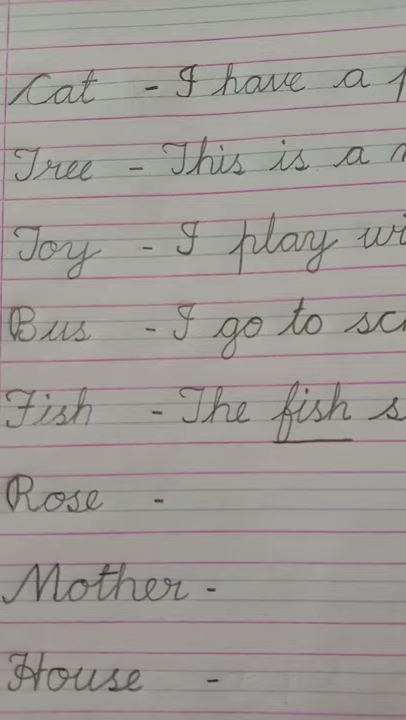 Cat - I have a
Tree - This is a
Toy - I play
Bus - I go to
Fish - The fish
Rose -
Mother -
House -